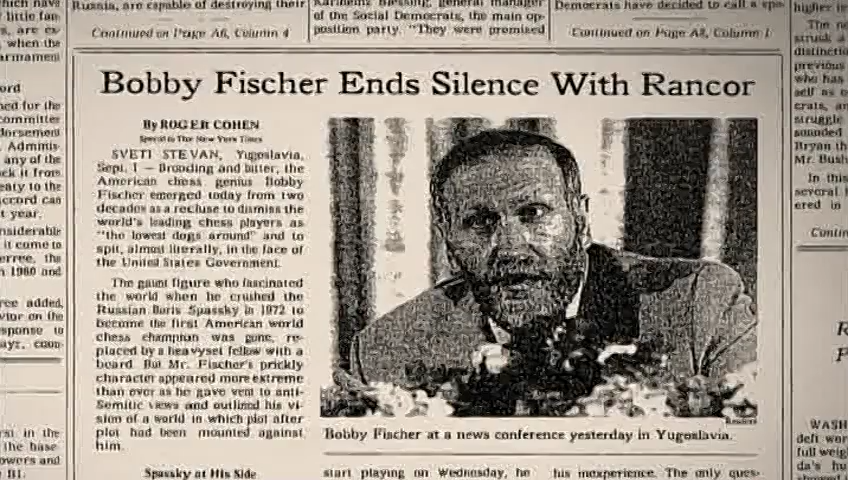 Russia, are capable of destroying their
Continued on Page A8, Column 4
of the Social Democrats, the main op-
position party. "They were promised
Democrats have decided to call a spe-
Continued on Page A8, Column 1
Bobby Fischer Ends Silence With Rancor
By ROGER COHEN
Special to The New York Times
SVETI STEVAN, Yugoslavia,
Sept. 1 — Brooding and bitter, the
American chess genius Bobby
Fischer emerged today from two
decades as a recluse to dismiss the
world's leading chess players as
"the lowest dogs around" and to
spit, almost literally, in the face of
the United States Government.
The gaunt figure who fascinated
the world when he crushed the
Russian Boris Spassky in 1972 to
become the first American world
chess champion was gone, re-
placed by a heavyset fellow with a
beard. But Mr. Fischer's prickly
character appeared more extreme
than ever as he gave vent to anti-
Semitic views and outlined his vi-
sion of a world in which plot after
plot had been mounted against
him.
Spassky at His Side
Reuters
Bobby Fischer at a news conference yesterday in Yugoslavia.
start playing on Wednesday, he
his inexperience. The only ques-